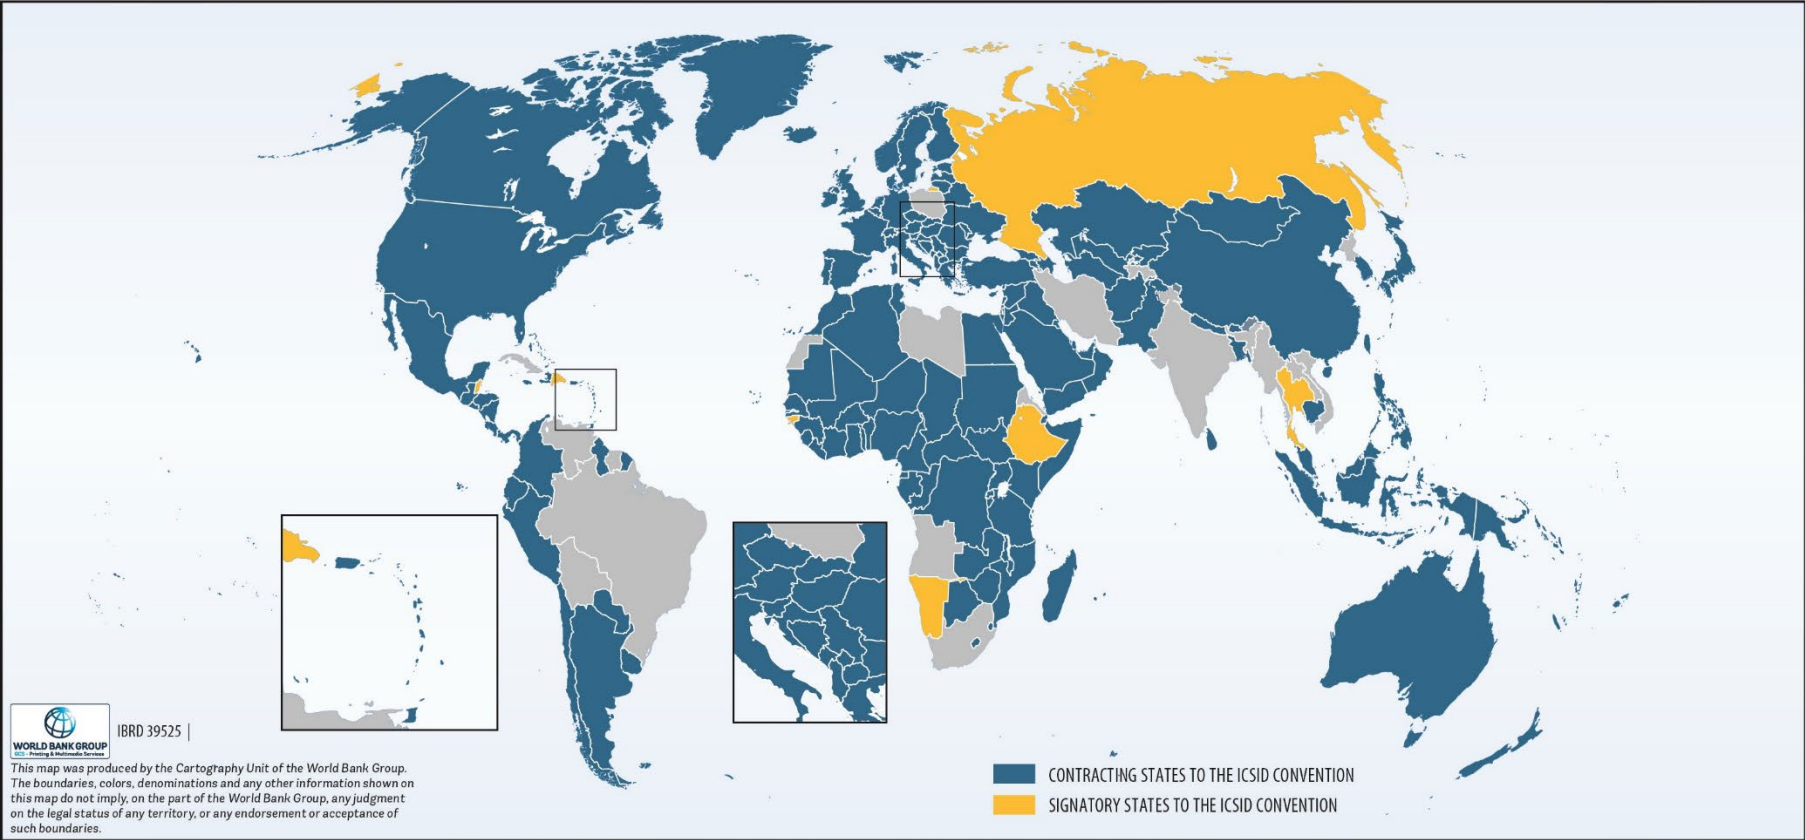 WORLD BANK GROUP
GCS - Printing & Multimedia Services
IBRD 39525 |
This map was produced by the Cartography Unit of the World Bank Group.
The boundaries, colors, denominations and any other information shown on
this map do not imply, on the part of the World Bank Group, any judgment
on the legal status of any territory, or any endorsement or acceptance of
such boundaries.
CONTRACTING STATES TO THE ICSID CONVENTION
SIGNATORY STATES TO THE ICSID CONVENTION